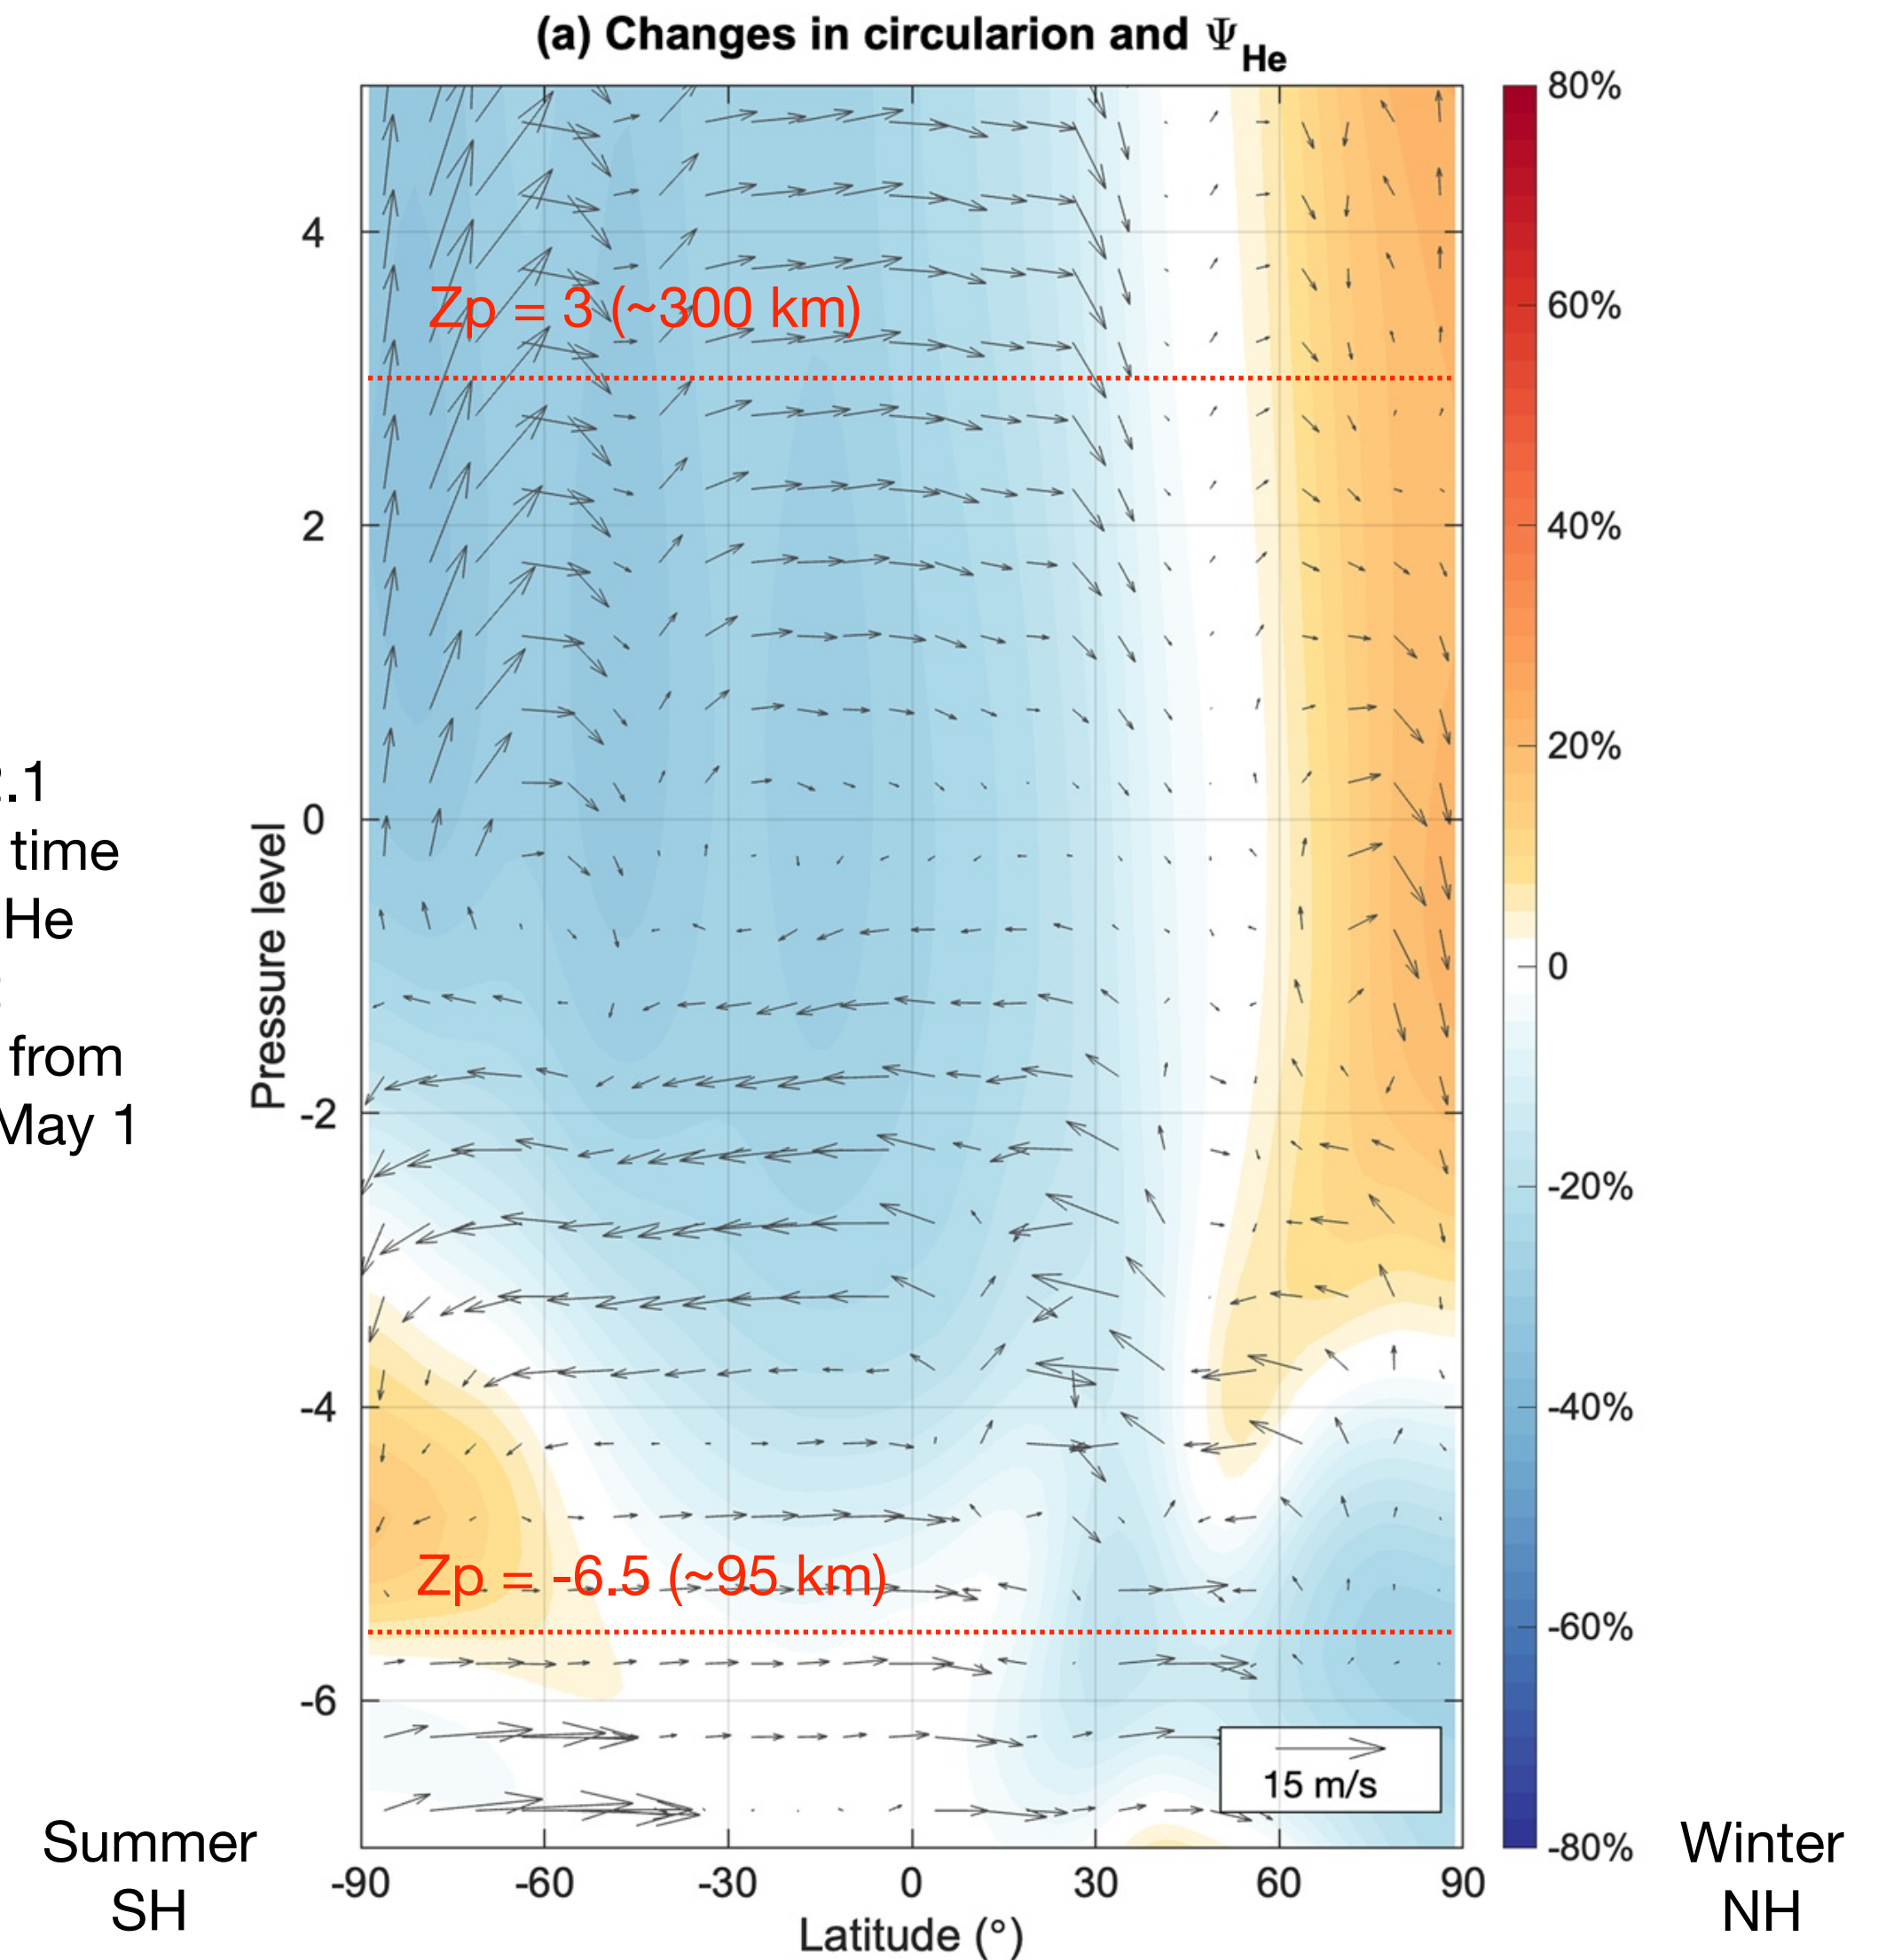 (a) Changes in circularion and Ψ_He
80%
60%
40%
20%
0
-20%
-40%
-60%
-80%
4
2
0
-2
-4
-6
Pressure level
Zp = 3 (~300 km)
Zp = -6.5 (~95 km)
.1
time
He
from
May 1
15 m/s
Summer
SH
Winter
NH
-90
-60
-30
0
30
60
90
Latitude (°)